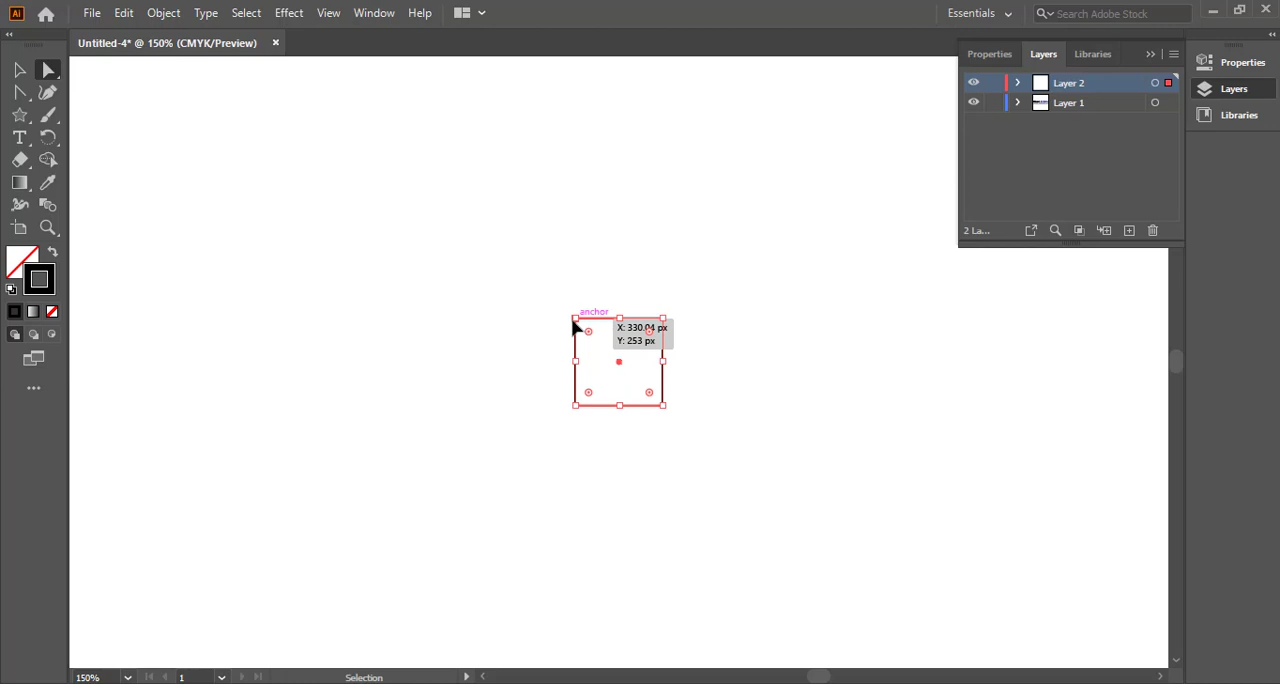 Ai File Edit Object Type Select Effect View Window Help Essentials Search Adobe Stock
Untitled-4* @ 150% (CMYK/Preview)
Properties Layers Libraries
Layer 2
Layer 1
2 La...
Properties
Layers
Libraries
T
anchor
X: 330.04 px
Y: 253 px
150% 1 Selection